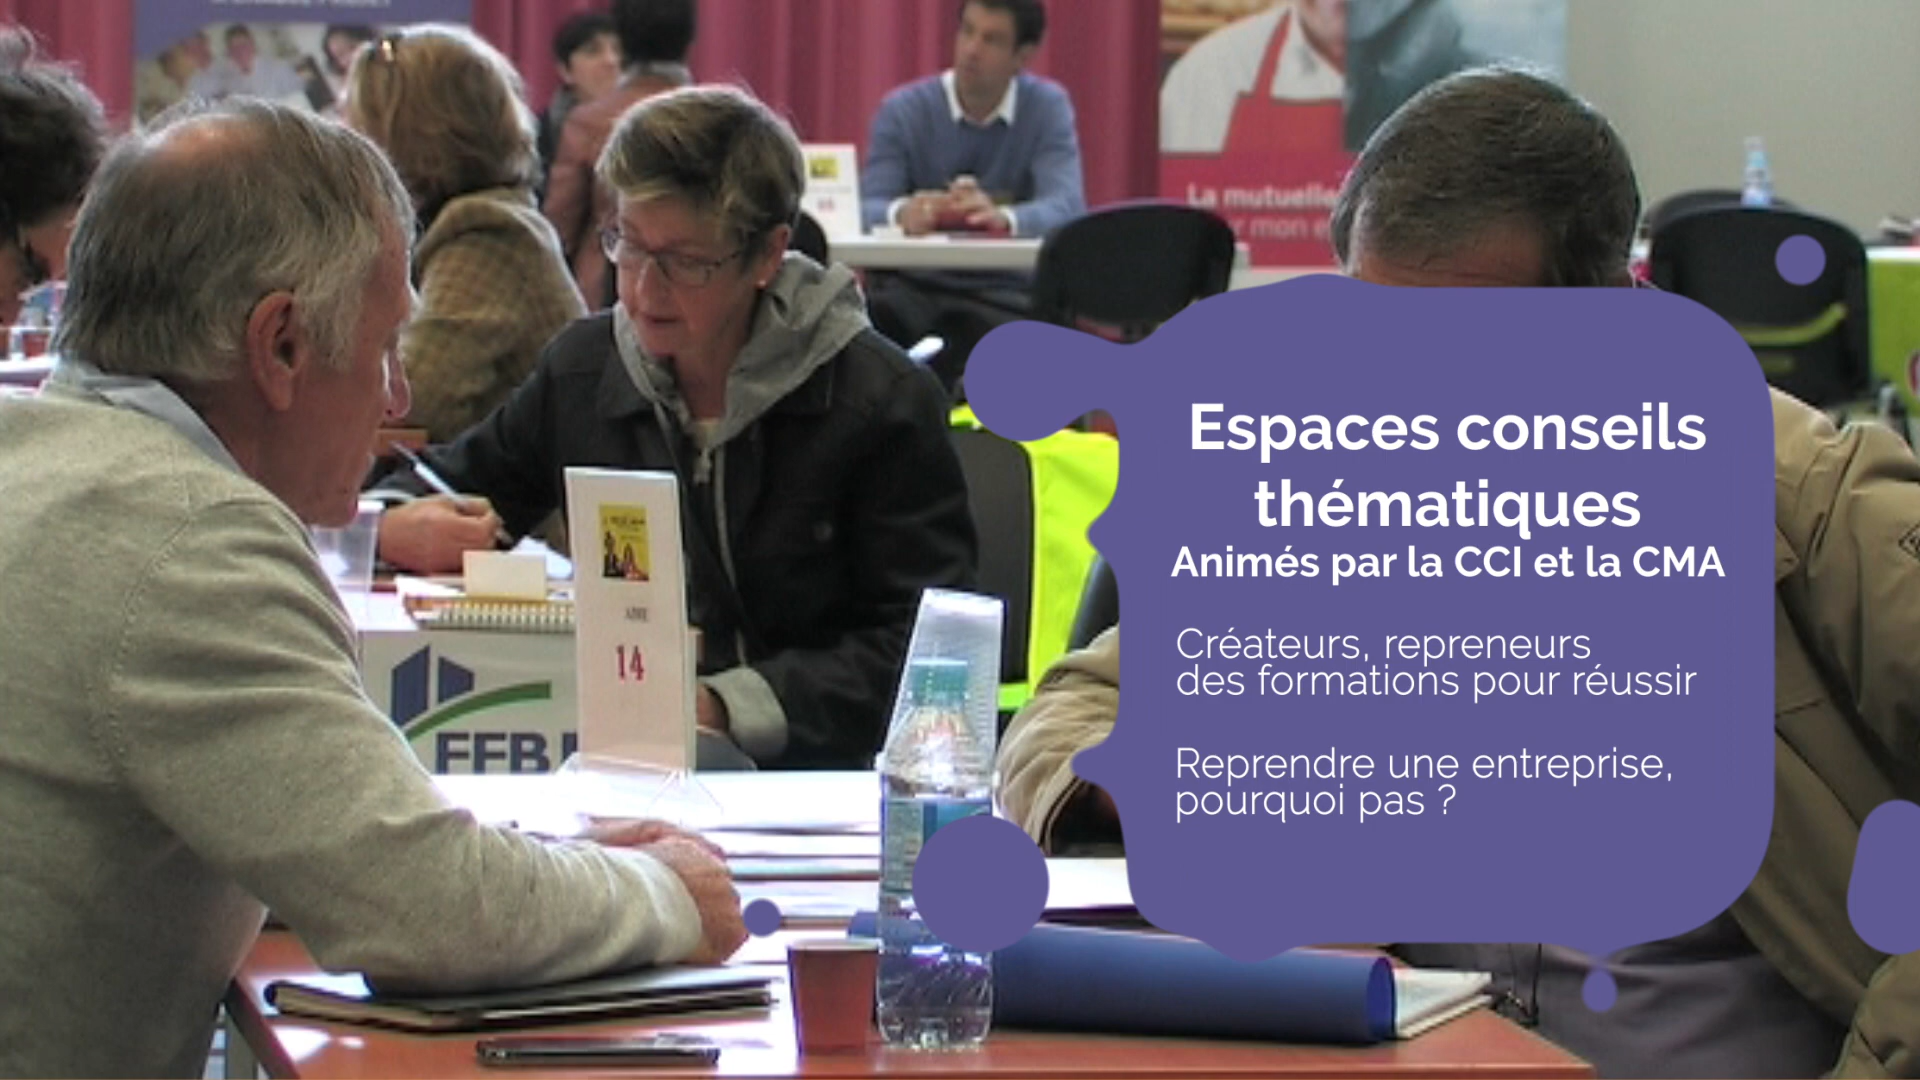 La mutuelle
Espaces conseils
thématiques
Animés par la CCI et la CMA
Créateurs, repreneurs
des formations pour réussir
Reprendre une entreprise,
pourquoi pas ?
14
FFB